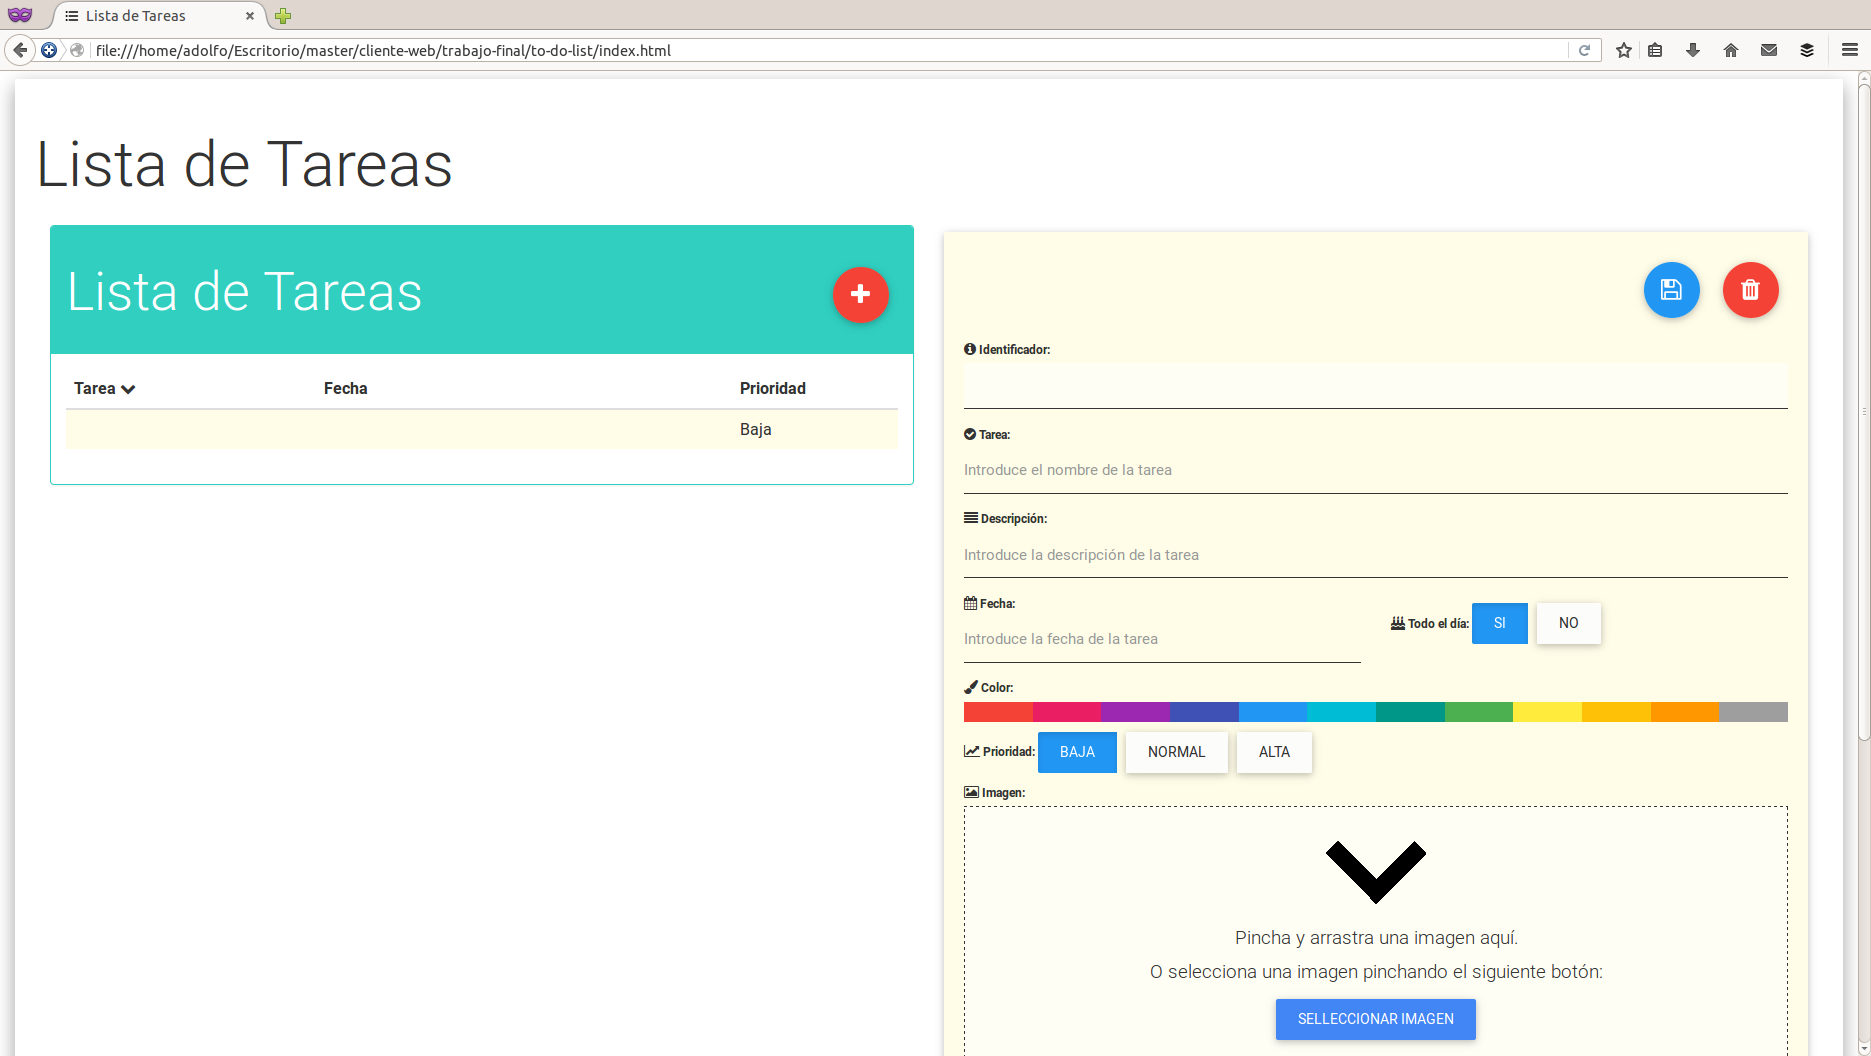 Lista de Tareas
file:///home/adolfo/Escritorio/master/cliente-web/trabajo-final/to-do-list/index.html
Lista de Tareas
Lista de Tareas
Tarea Fecha Prioridad
Baja
Identificador:
Tarea:
Introduce el nombre de la tarea
Descripción:
Introduce la descripción de la tarea
Fecha:
Introduce la fecha de la tarea
Todo el día: SI NO
Color:
Prioridad: BAJA NORMAL ALTA
Imagen:
Pincha y arrastra una imagen aquí.
O selecciona una imagen pinchando el siguiente botón:
SELLECCIONAR IMAGEN